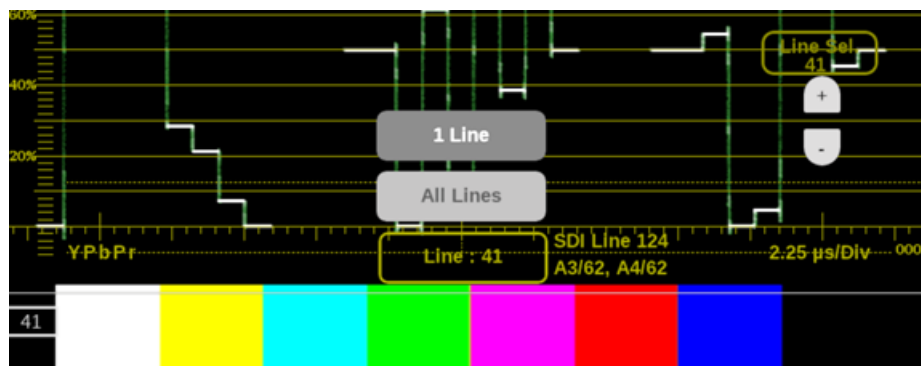 60%
Line Sel
41
40%
+
1 Line
20%
-
All Lines
YPbPr
Line : 41
SDI Line 124
A3/62, A4/62
2.25 µs/Div
000
41